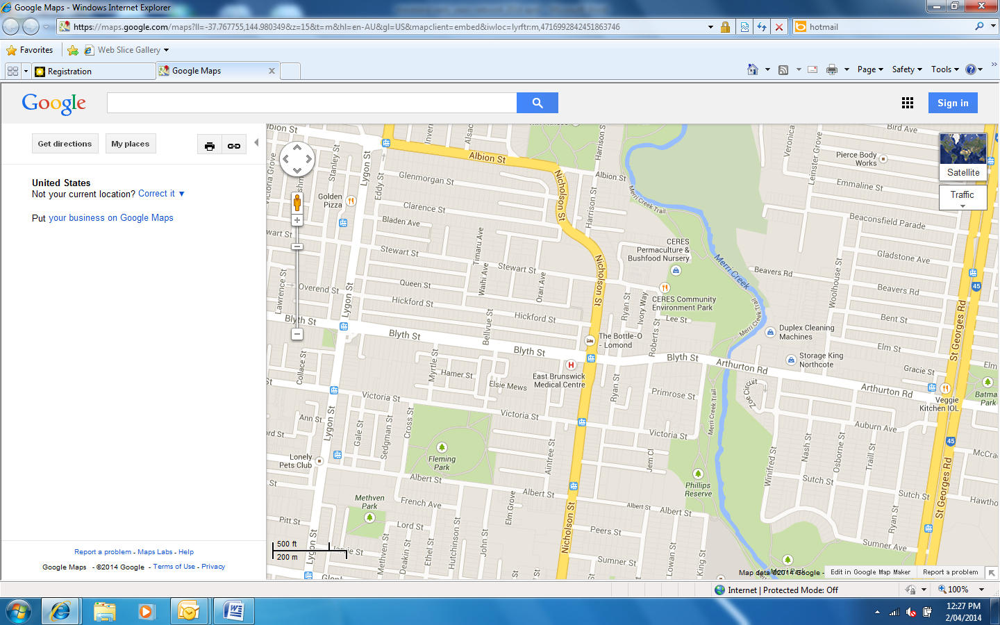 Google Maps - Windows Internet Explorer
https://maps.google.com/maps?ll=-37.767755,144.980349&z=15&t=m&hl=en-AU&gl=US&mapclient=embed&iwloc=lyrftr:m,4716992842451863746
hotmail
Favorites
Web Slice Gallery
Registration
Google Maps
Page
Safety
Tools
Google
Sign in
Get directions
My places
United States
Not your current location? Correct it ▼
Put your business on Google Maps
Report a problem - Maps Labs - Help
Google Maps - ©2014 Google - Terms of Use - Privacy
Satellite
Traffic
Albion St
Albion St
Albion St
Stanley St
Lygon St
Eddy St
Victoria Grove
Harrison St
Harrison St
Nicholson St
Glenmorgan St
Golden
Pizza
Clarence St
Bladen Ave
Stewart St
Stewart St
Timaru Ave
Waihi Ave
Orari Ave
Queen St
Overend St
Lawrence St
Lygon St
Hickford St
Hickford St
Bellvue St
Blyth St
Blyth St
Blyth St
Blyth St
Nicholson St
CERES
Permaculture &
Bushfood Nursery
CERES Community
Environment Park
Merri Creek Trail
Merri Creek
Merri Creek Trail
Merri Creek Trail
Merri Creek Trail
Ryan St
Ivory Way
Lee St
Roberts St
The Bottle-O
- Lomond
East Brunswick
Medical Centre
Arthurton Rd
Arthurton Rd
Duplex Cleaning
Machines
Storage King
Northcote
Pierce Body
Works
Bird Ave
Veronica
Leinster Grove
Emmaline St
Beaconsfield Parade
Gladstone Ave
Beavers Rd
Beavers Rd
Woolhouse St
Bent St
Elm St
Gracie St
St Georges Rd
45
Batma
Park
Veggie
Kitchen IOL
Collace St
Myrtle St
Hamer St
Elsie Mews
Victoria St
Victoria St
Victoria St
Ann St
Lygon St
Gale St
Sedgman St
Cross St
Fleming
Park
Aintree St
Ryan St
Primrose St
Jem Cl
Zoe Circuit
Auburn Ave
Winifred St
Nash St
Osborne St
Traill St
45
McCra
Sutch St
Sutch St
St Georges Rd
Hawtho
Lonely
Pets Club
Albert St
Albert St
Albert St
Albert St
Phillips
Reserve
Methven
Park
French Ave
Elm Grove
Pitt St
Lord St
Lygon St
Methven St
Deakin St
Ethel St
Hutchinson St
John St
Nicholson St
Peers St
Sumner St
Lowan St
King St
Ryan St
Sumner Ave
500 ft
200 m
Map data ©2014 Google -
Edit in Google Map Maker
Report a problem
Internet | Protected Mode: Off
100%
12:27 PM
2/04/2014